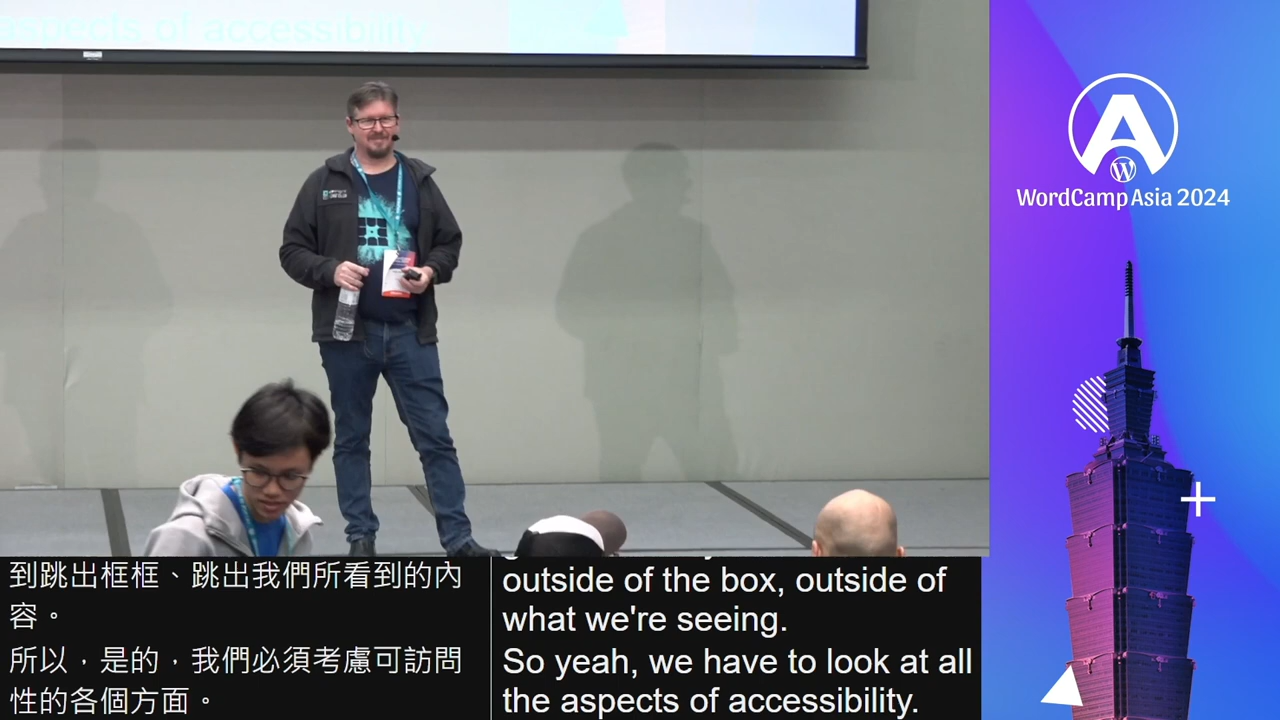 aspects of accessibility.
WordCamp Asia 2024
到跳出框框、跳出我們所看到的內
容。
所以，是的，我們必須考慮可訪問
性的各個方面。
outside of the box, outside of
what we're seeing.
So yeah, we have to look at all
the aspects of accessibility.